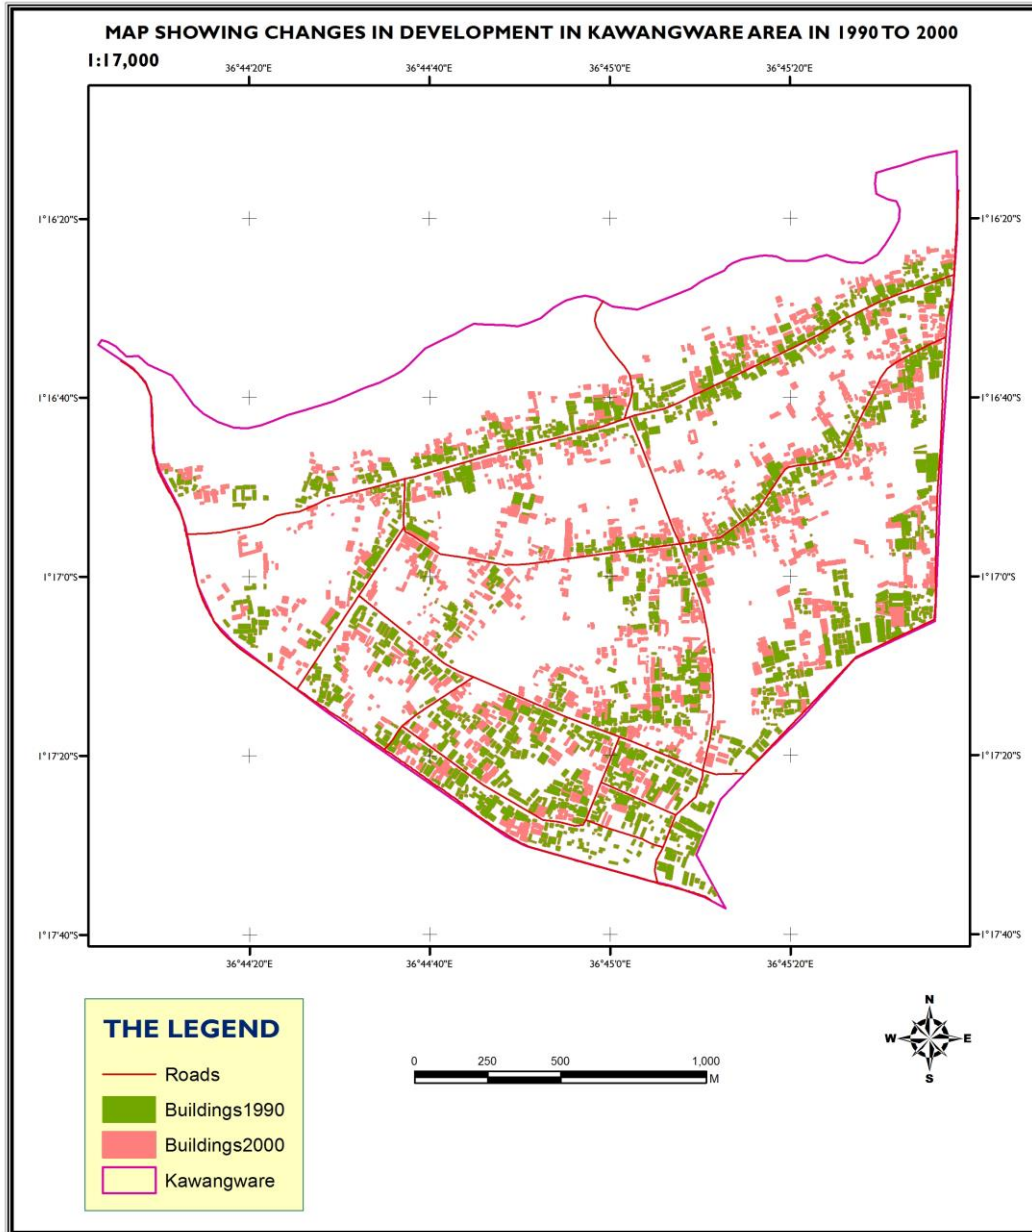 MAP SHOWING CHANGES IN DEVELOPMENT IN KAWANGWARE AREA IN 1990 TO 2000
1:17,000
36°44'20"E 36°44'40"E 36°45'0"E 36°45'20"E
1°16'20"S 1°16'20"S
1°16'40"S 1°16'40"S
1°17'0"S 1°17'0"S
1°17'20"S 1°17'20"S
1°17'40"S 1°17'40"S
36°44'20"E 36°44'40"E 36°45'0"E 36°45'20"E
THE LEGEND
Roads
Buildings1990
Buildings2000
Kawangware
0 250 500 1,000
M
N
W E
S